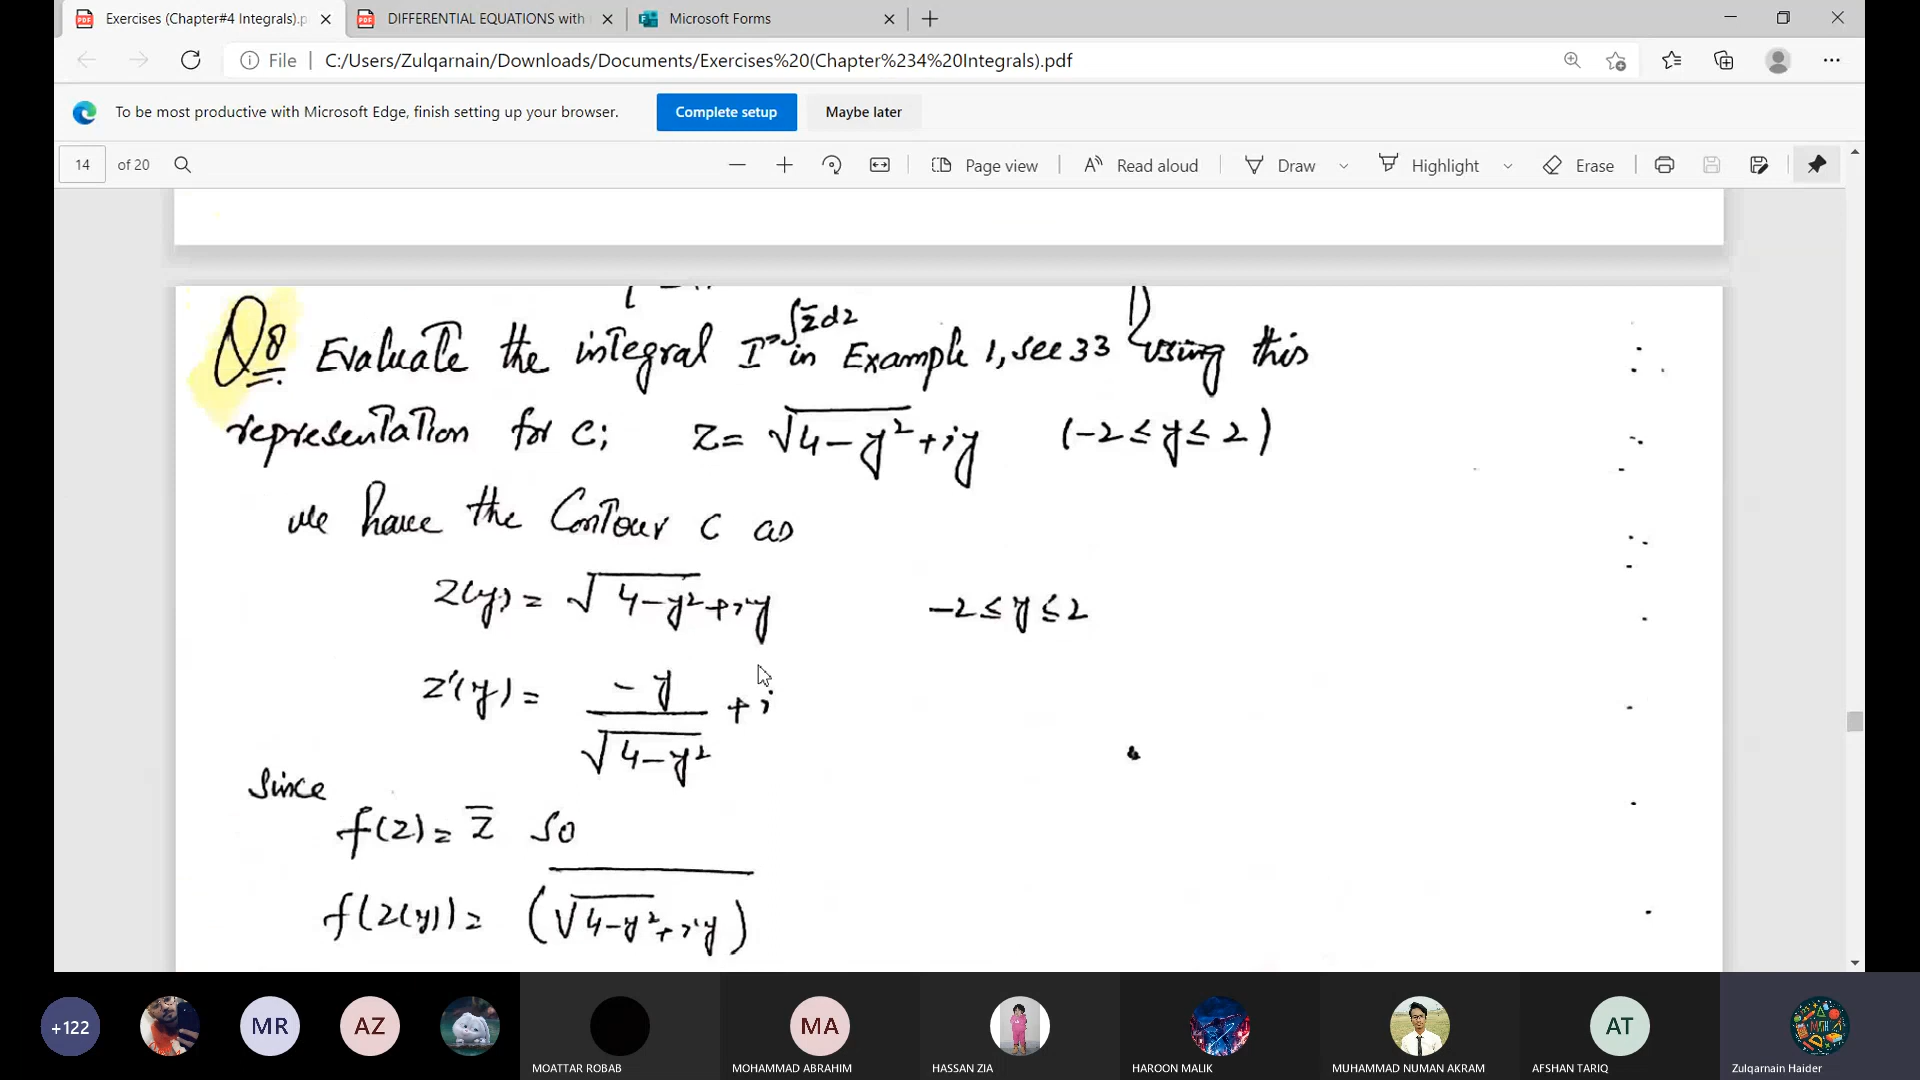 Exercises (Chapter#4 Integrals).p
DIFFERENTIAL EQUATIONS with
Microsoft Forms
File | C:/Users/Zulqarnain/Downloads/Documents/Exercises%20(Chapter%234%20Integrals).pdf
To be most productive with Microsoft Edge, finish setting up your browser.
Complete setup
Maybe later
14 of 20
Page view
Read aloud
Draw
Highlight
Erase
Q8 Evaluate the integral I = ∫z̄dz in Example 1, sec 33 using this
representation for C; z = √(4-y²) + iy (-2 ≤ y ≤ 2)
we have the Contour C as
z(y) = √(4-y²) + iy -2 ≤ y ≤ 2
z'(y) = -y/√(4-y²) + i
Since
f(z) = z̄ so
f(z(y)) = \overline{(√(4-y²) + iy)}
+122
MR
AZ
MA
AT
MOATTAR ROBAB
MOHAMMAD ABRAHIM
HASSAN ZIA
HAROON MALIK
MUHAMMAD NUMAN AKRAM
AFSHAN TARIQ
Zulqarnain Haider